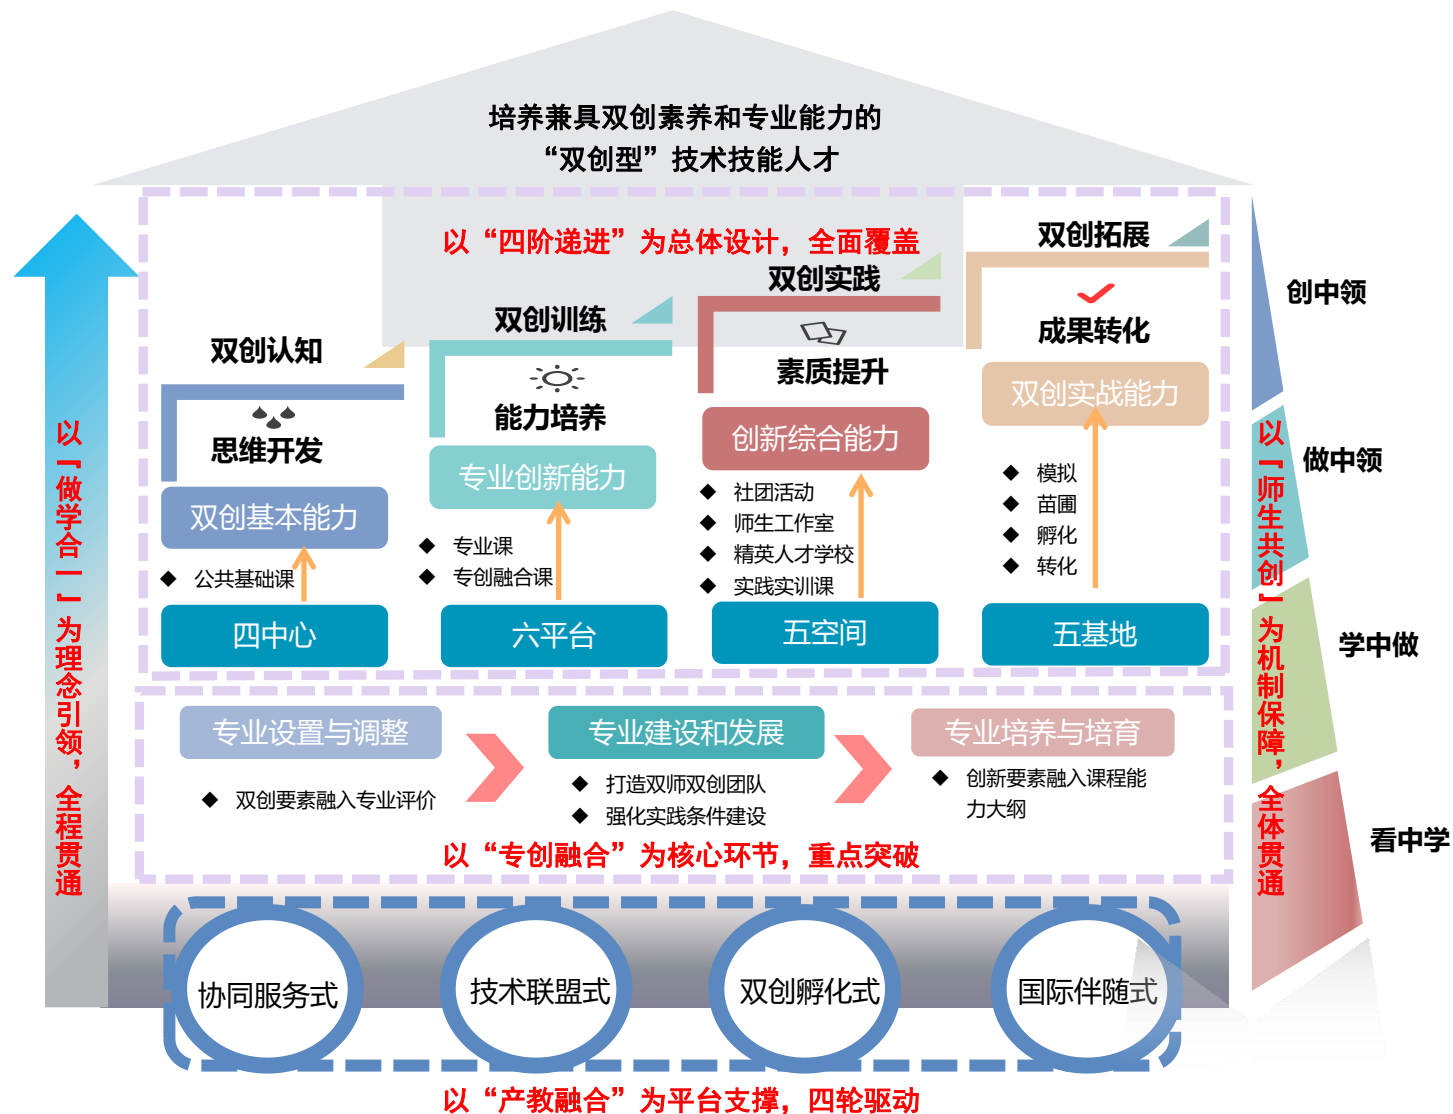 培养兼具双创素养和专业能力的
“双创型”技术技能人才
以“四阶递进”为总体设计，全面覆盖
双创认知
思维开发
双创基本能力
◆ 公共基础课
四中心
双创训练
能力培养
专业创新能力
◆ 专业课
◆ 专创融合课
六平台
双创实践
素质提升
创新综合能力
◆ 社团活动
◆ 师生工作室
◆ 精英人才学校
◆ 实践实训课
五空间
双创拓展
成果转化
双创实战能力
◆ 模拟
◆ 苗圃
◆ 孵化
◆ 转化
五基地
专业设置与调整
◆ 双创要素融入专业评价
专业建设和发展
◆ 打造双师双创团队
◆ 强化实践条件建设
专业培养与培育
◆ 创新要素融入课程能
力大纲
以“专创融合”为核心环节，重点突破
协同服务式
技术联盟式
双创孵化式
国际伴随式
以“产教融合”为平台支撑，四轮驱动
以『做学合一』为理念引领，全程贯通
以『师生共创』为机制保障，全体贯通
创中领
做中领
学中做
看中学